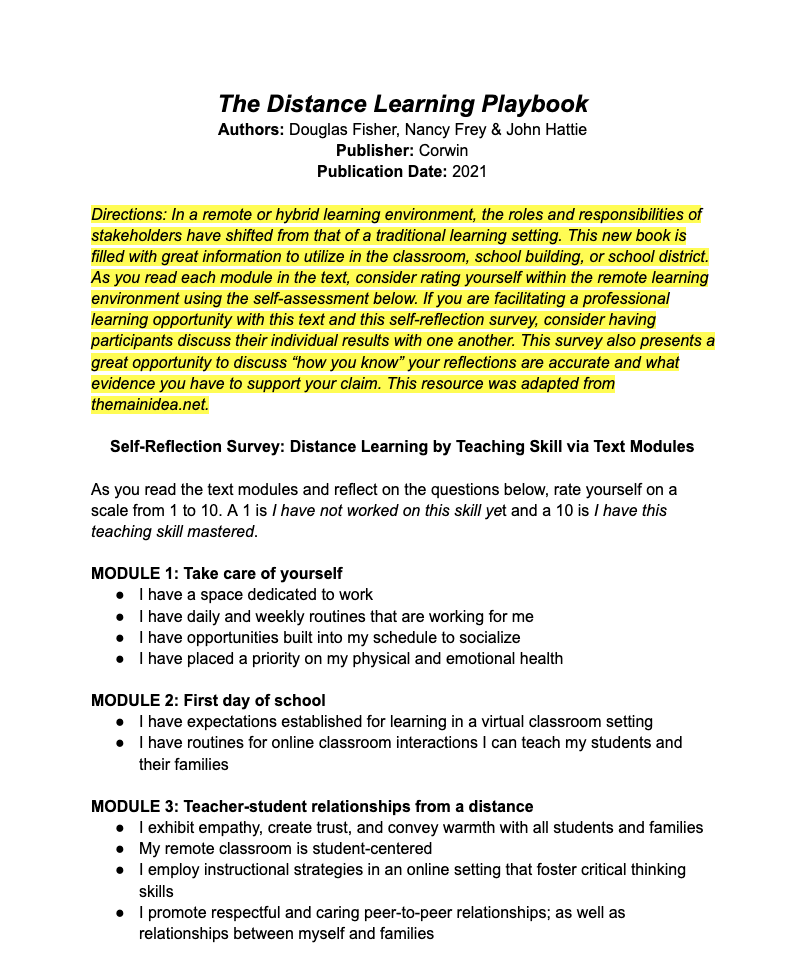 The Distance Learning Playbook
Authors: Douglas Fisher, Nancy Frey & John Hattie
Publisher: Corwin
Publication Date: 2021
Directions: In a remote or hybrid learning environment, the roles and responsibilities of
stakeholders have shifted from that of a traditional learning setting. This new book is
filled with great information to utilize in the classroom, school building, or school district.
As you read each module in the text, consider rating yourself within the remote learning
environment using the self-assessment below. If you are facilitating a professional
learning opportunity with this text and this self-reflection survey, consider having
participants discuss their individual results with one another. This survey also presents a
great opportunity to discuss “how you know” your reflections are accurate and what
evidence you have to support your claim. This resource was adapted from
themainidea.net.
Self-Reflection Survey: Distance Learning by Teaching Skill via Text Modules
As you read the text modules and reflect on the questions below, rate yourself on a
scale from 1 to 10. A 1 is I have not worked on this skill yet and a 10 is I have this
teaching skill mastered.
MODULE 1: Take care of yourself
● I have a space dedicated to work
● I have daily and weekly routines that are working for me
● I have opportunities built into my schedule to socialize
● I have placed a priority on my physical and emotional health
MODULE 2: First day of school
● I have expectations established for learning in a virtual classroom setting
● I have routines for online classroom interactions I can teach my students and
their families
MODULE 3: Teacher-student relationships from a distance
● I exhibit empathy, create trust, and convey warmth with all students and families
● My remote classroom is student-centered
● I employ instructional strategies in an online setting that foster critical thinking
skills
● I promote respectful and caring peer-to-peer relationships; as well as
relationships between myself and families